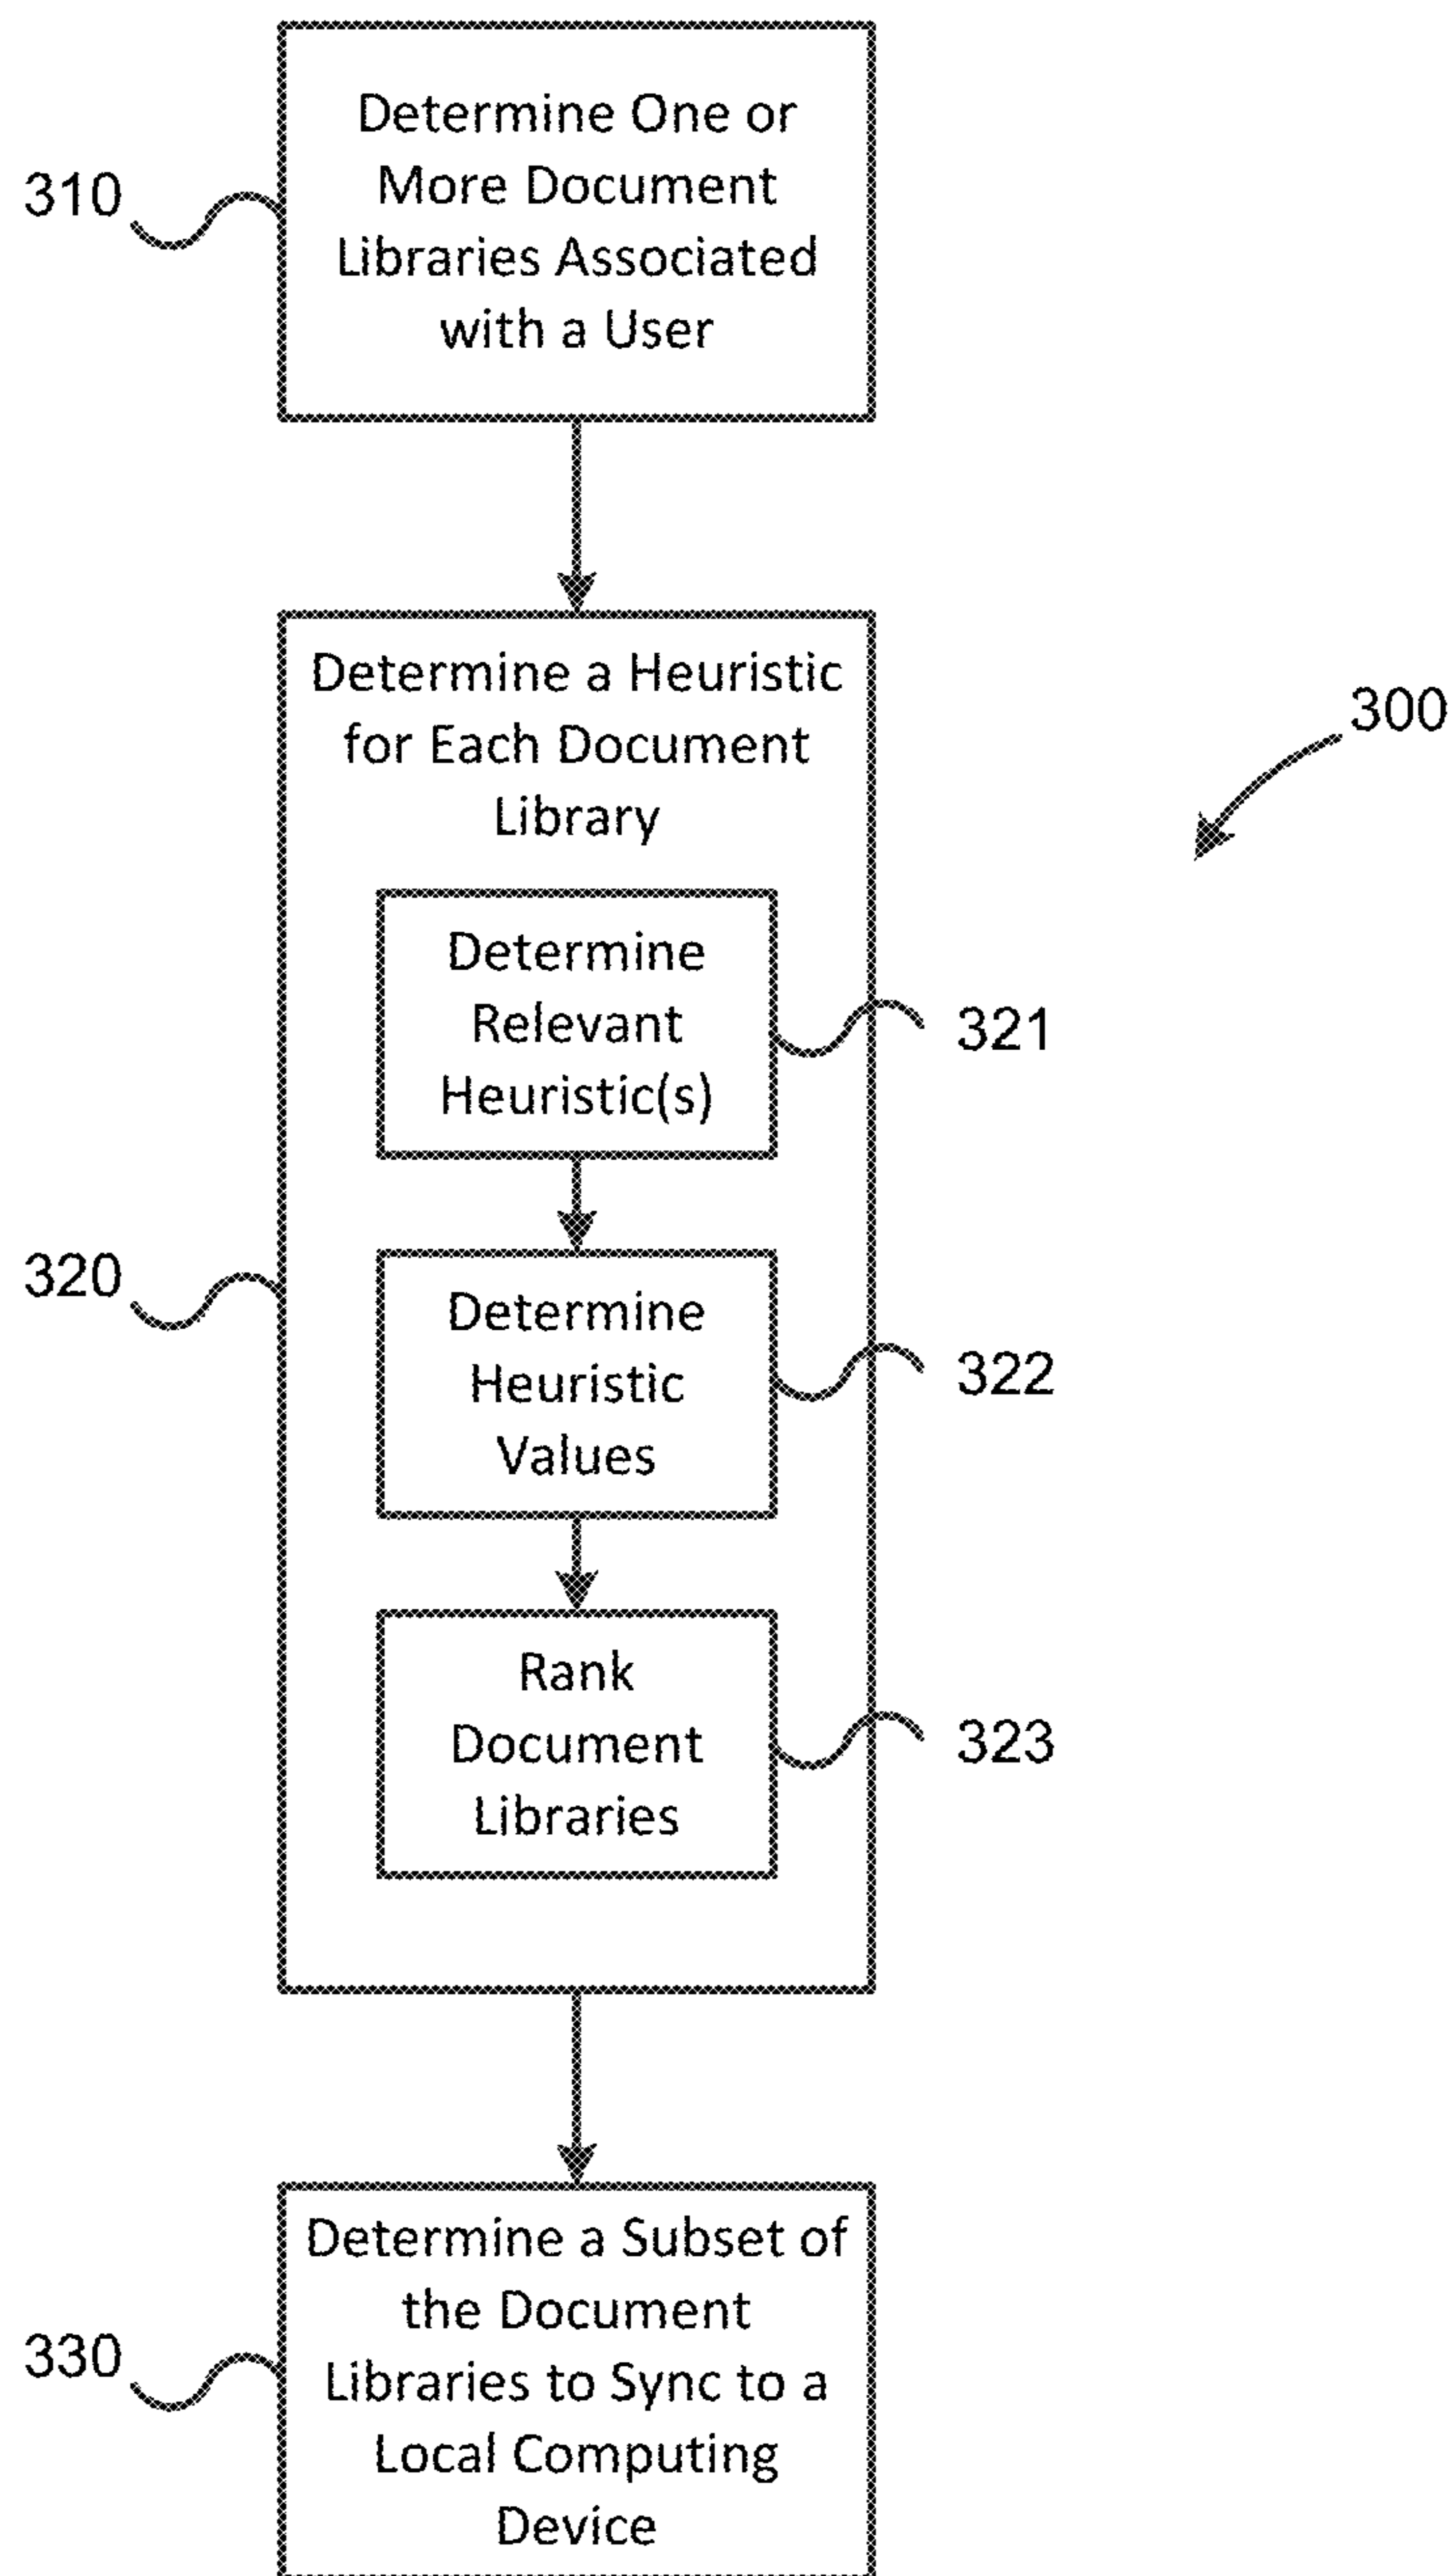 Determine One or
More Document
Libraries Associated
with a User
310
Determine a Heuristic
for Each Document
Library
300
Determine
Relevant
Heuristic(s)
321
320
Determine
Heuristic
Values
322
Rank
Document
Libraries
323
Determine a Subset of
the Document
Libraries to Sync to a
Local Computing
Device
330